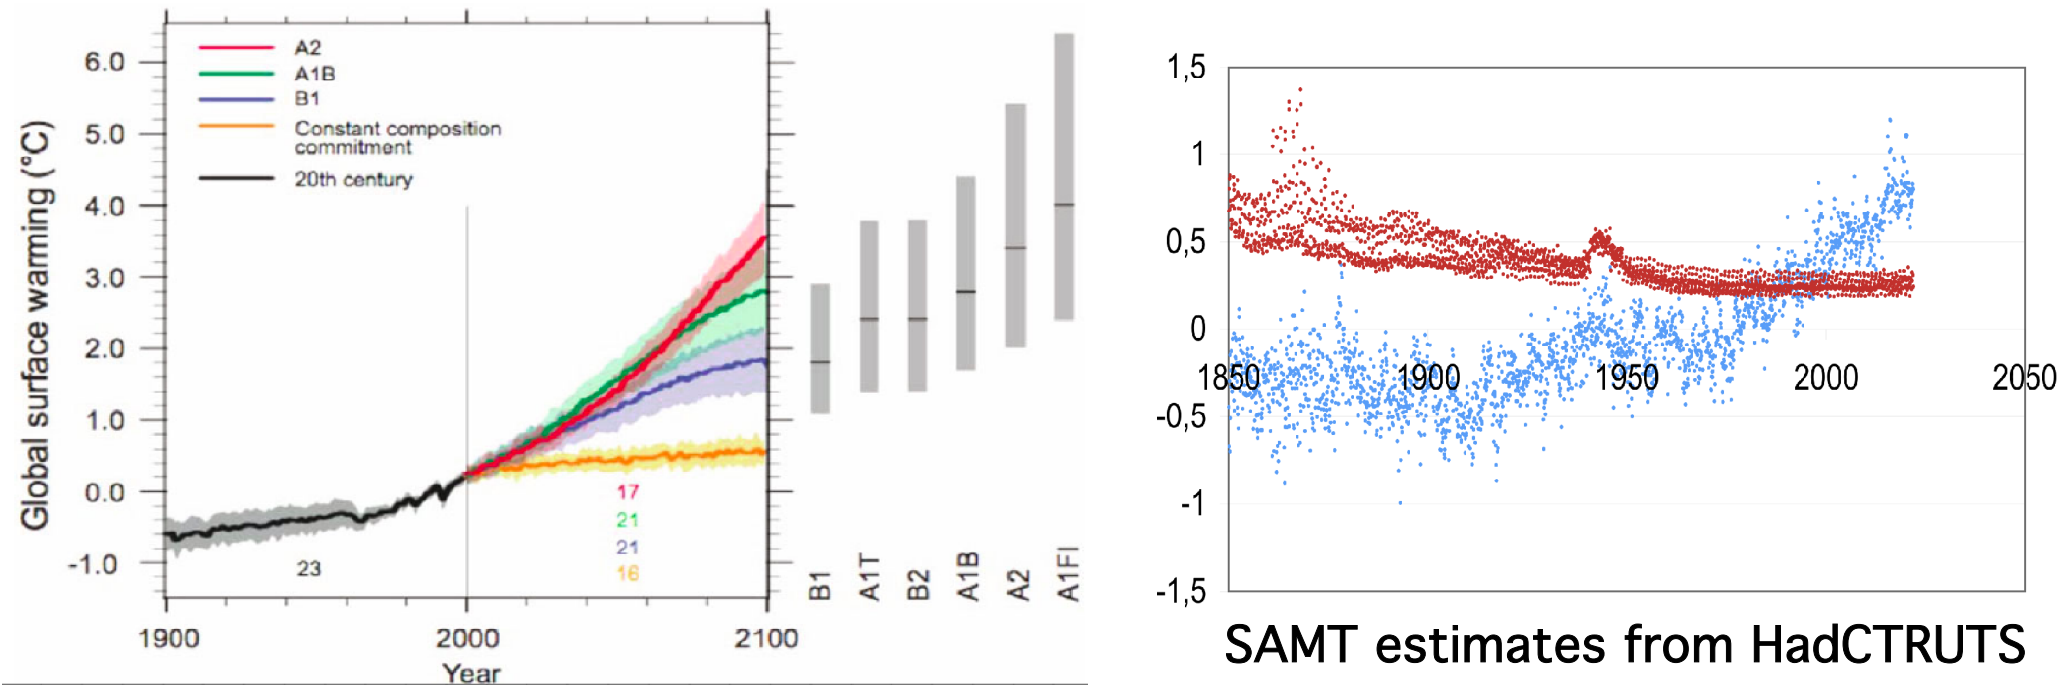 Global surface warming (°C)
6.0
5.0
4.0
3.0
2.0
1.0
0.0
-1.0
A2
A1B
B1
Constant composition
commitment
20th century
23
17
21
21
16
1900
2000
2100
Year
B1
A1T
B2
A1B
A2
A1FI
1,5
1
0,5
0
-0,5
-1
-1,5
1850
1900
1950
2000
2050
SAMT estimates from HadCTRUTS